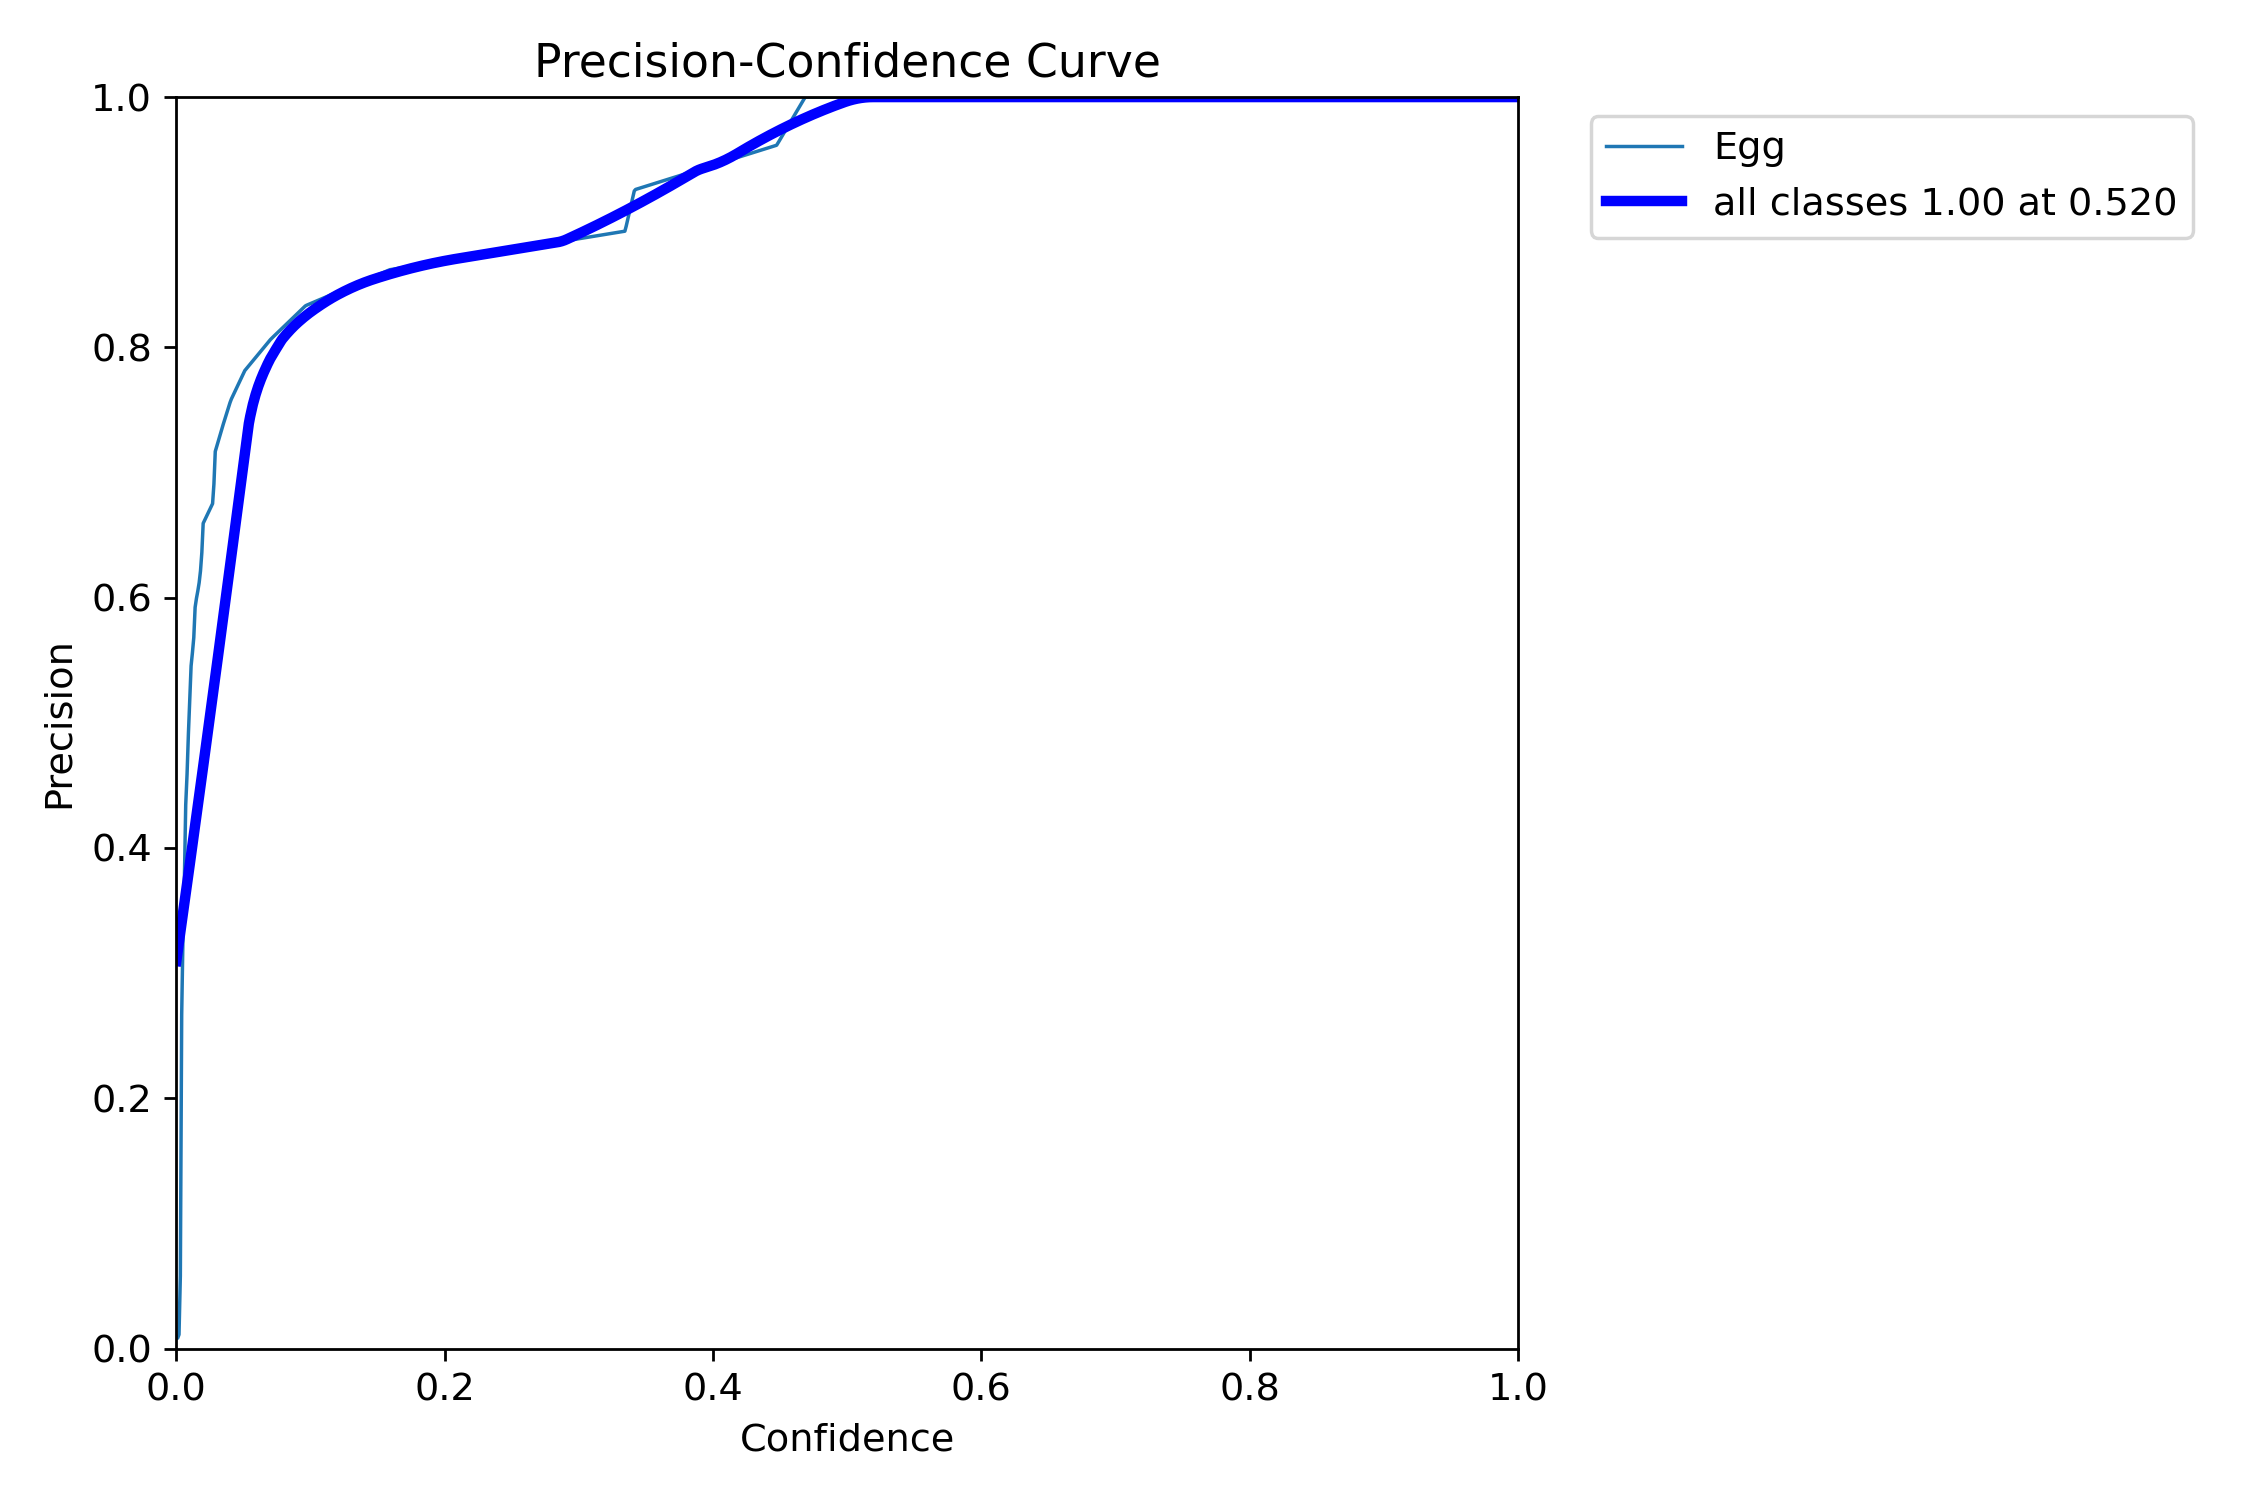 Precision-Confidence Curve
1.0
0.8
0.6
0.4
0.2
0.0
Precision
0.0 0.2 0.4 0.6 0.8 1.0
Confidence
Egg
all classes 1.00 at 0.520